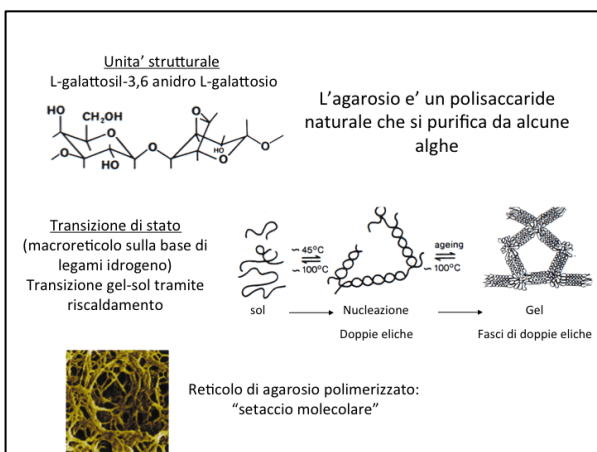 Unita' strutturale
L-galattosil-3,6 anidro L-galattosio
L'agarosio e' un polisaccaride
naturale che si purifica da alcune
alghe
HO
CH₂OH
O
O
HO
O
O
HO
O
O
Transizione di stato
(macroreticolo sulla base di
legami idrogeno)
Transizione gel-sol tramite
riscaldamento
~ 45°C
~ 100°C
ageing
~ 100°C
sol
Nucleazione
Gel
Doppie eliche
Fasci di doppie eliche
Reticolo di agarosio polimerizzato:
"setaccio molecolare"